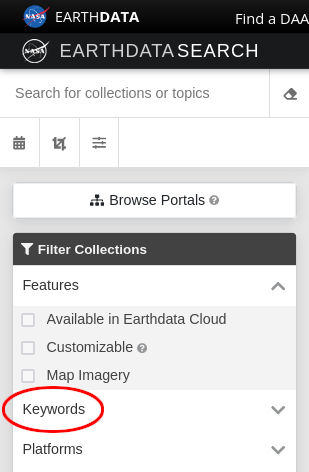 NASA EARTHDATA Find a DAA
NASA EARTHDATA SEARCH
Search for collections or topics
Browse Portals ?
Filter Collections
Features
Available in Earthdata Cloud
Customizable ?
Map Imagery
Keywords
Platforms